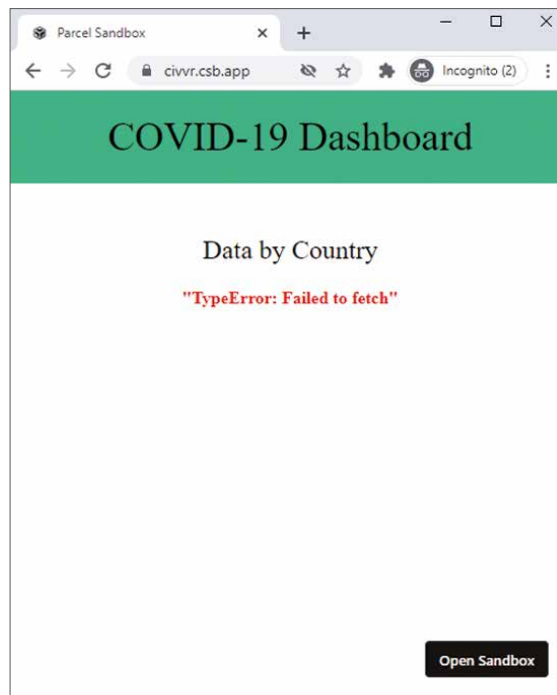 Parcel Sandbox
civvr.csb.app
Incognito (2)
COVID-19 Dashboard
Data by Country
"TypeError: Failed to fetch"
Open Sandbox